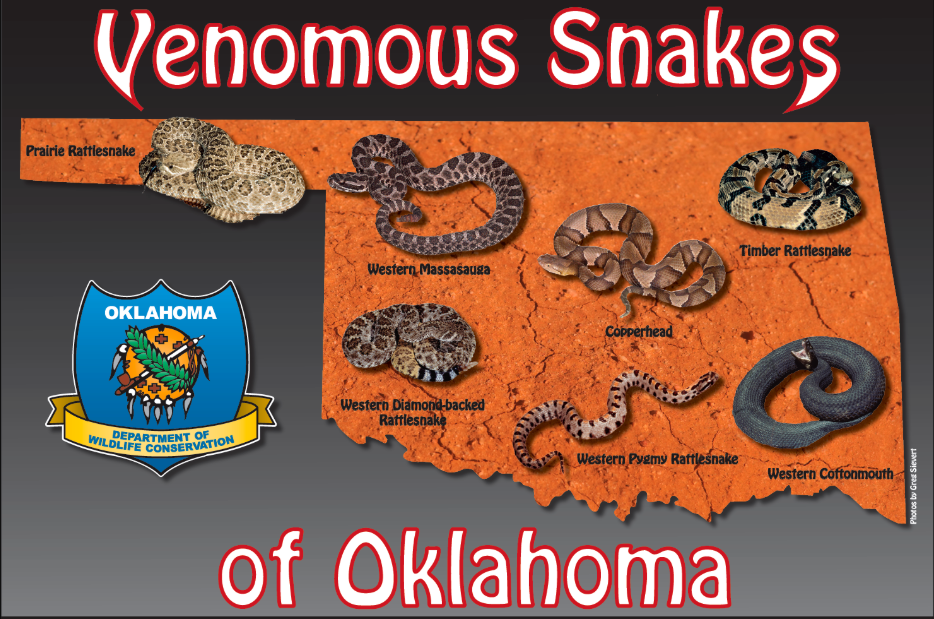 Venomous Snakes
Prairie Rattlesnake
Western Massasauga
Timber Rattlesnake
Copperhead
OKLAHOMA
DEPARTMENT OF
WILDLIFE CONSERVATION
Western Diamond-backed
Rattlesnake
Western Pygmy Rattlesnake
Western Cottonmouth
Photos by Greg Sievert
of Oklahoma